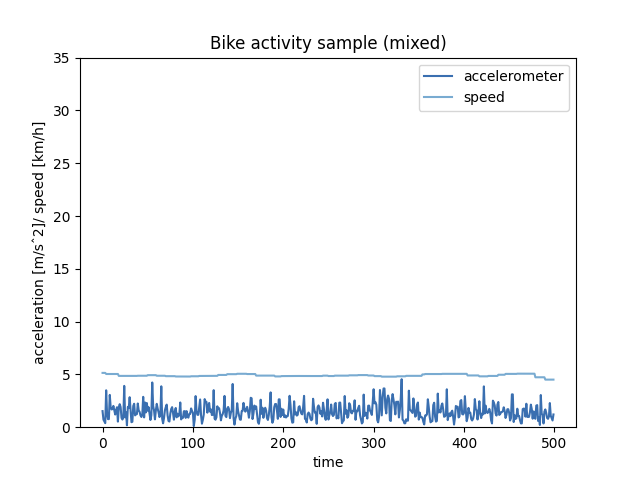 Bike activity sample (mixed)
accelerometer
speed
acceleration [m/sˆ2]/ speed [km/h]
35
30
25
20
15
10
5
0
0 100 200 300 400 500
time